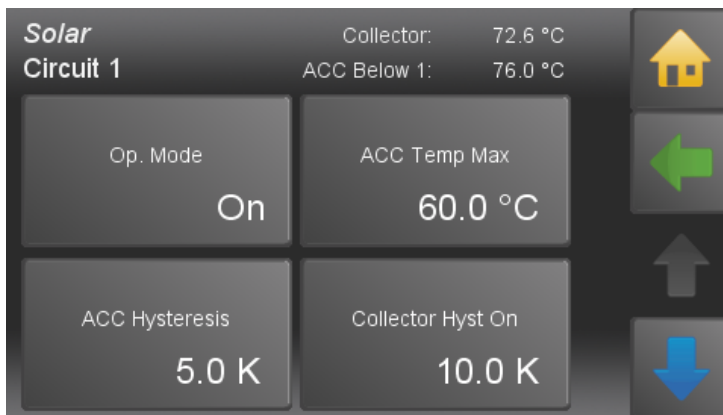 Solar Collector: 72.6 °C
Circuit 1 ACC Below 1: 76.0 °C
Op. Mode
On
ACC Temp Max
60.0 °C
ACC Hysteresis
5.0 K
Collector Hyst On
10.0 K